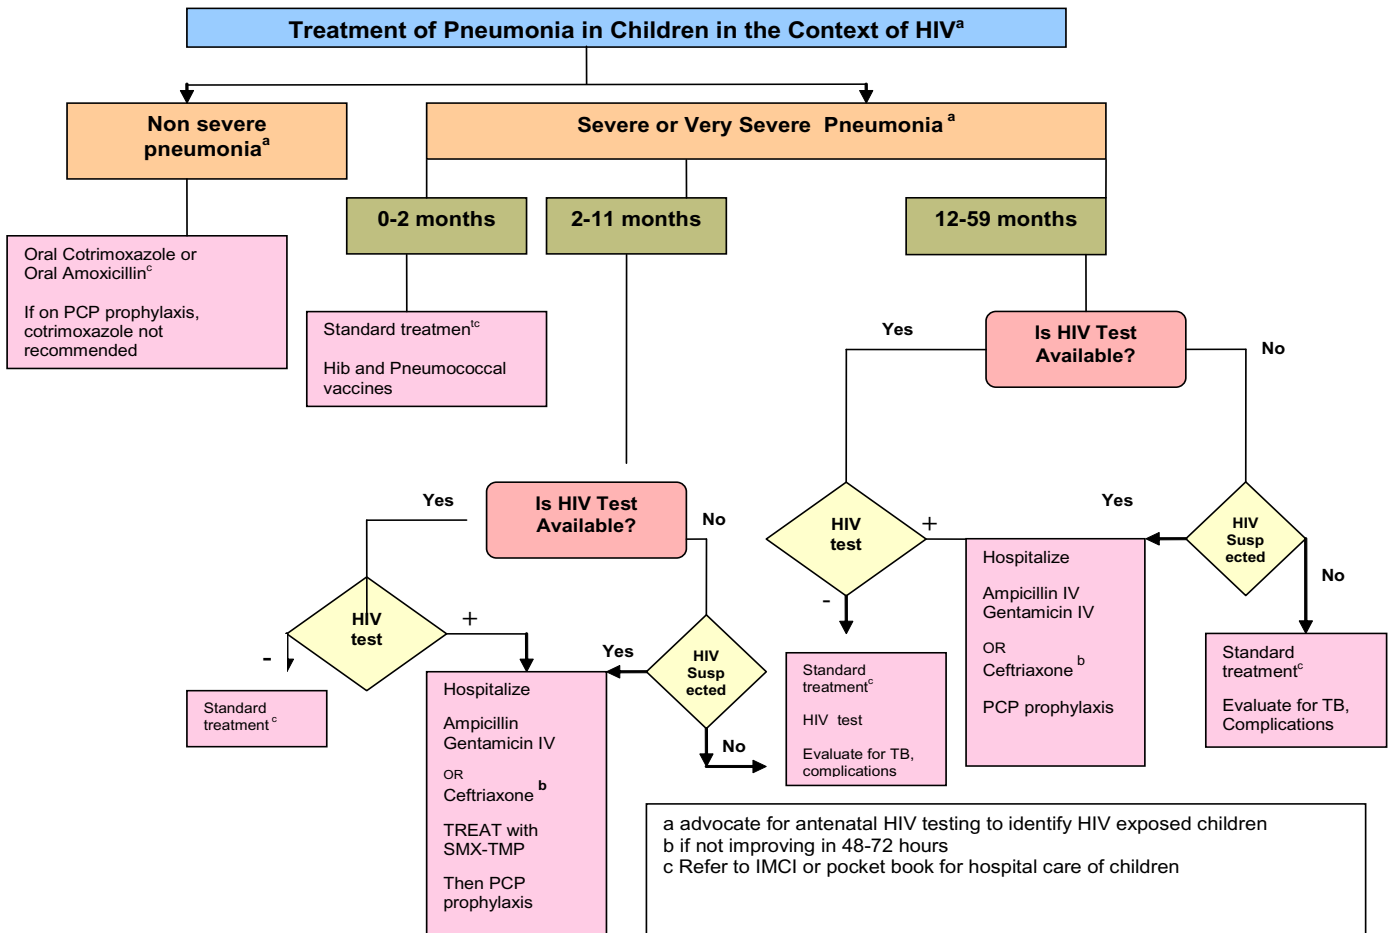 Treatment of Pneumonia in Children in the Context of HIVᵃ
Non severe
pneumoniaᵃ
Severe or Very Severe Pneumonia ᵃ
0-2 months
2-11 months
12-59 months
Oral Cotrimoxazole or
Oral Amoxicillinᶜ
If on PCP prophylaxis,
cotrimoxazole not
recommended
Standard treatmenᵗᶜ
Hib and Pneumococcal
vaccines
Yes
Is HIV Test
Available?
No
Yes
Is HIV Test
Available?
No
HIV
test
+
-
Yes
HIV
Susp
ected
No
Hospitalize
Ampicillin IV
Gentamicin IV
OR
Ceftriaxone ᵇ
PCP prophylaxis
Standard
treatmentᶜ
Evaluate for TB,
Complications
HIV
test
+
-
Yes
HIV
Susp
ected
No
Standard
treatment ᶜ
Hospitalize
Ampicillin
Gentamicin IV
OR
Ceftriaxone ᵇ
TREAT with
SMX-TMP
Then PCP
prophylaxis
Standard
treatmentᶜ
HIV test
Evaluate for TB,
complications
a advocate for antenatal HIV testing to identify HIV exposed children
b if not improving in 48-72 hours
c Refer to IMCI or pocket book for hospital care of children